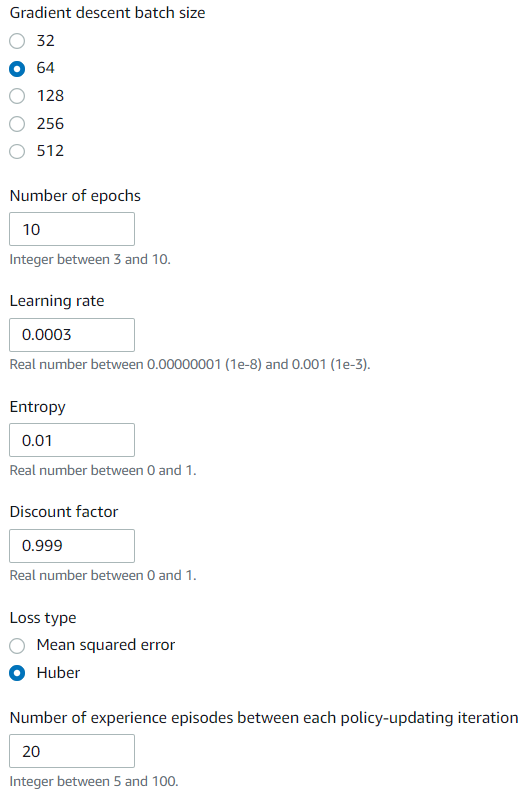 Gradient descent batch size
32
64
128
256
512
Number of epochs
10
Integer between 3 and 10.
Learning rate
0.0003
Real number between 0.00000001 (1e-8) and 0.001 (1e-3).
Entropy
0.01
Real number between 0 and 1.
Discount factor
0.999
Real number between 0 and 1.
Loss type
Mean squared error
Huber
Number of experience episodes between each policy-updating iteration
20
Integer between 5 and 100.